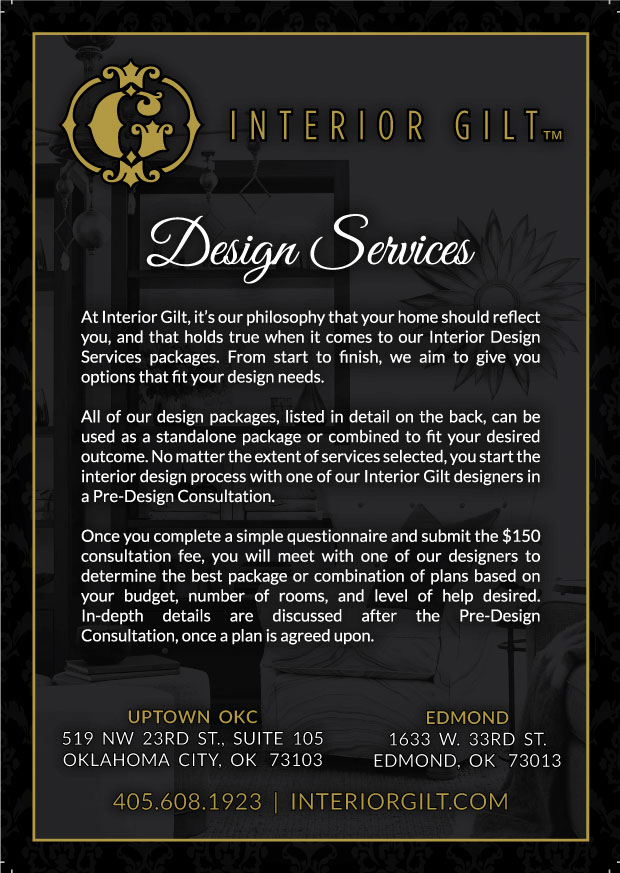 G
INTERIOR GILT™
Design Services
At Interior Gilt, it's our philosophy that your home should reflect
you, and that holds true when it comes to our Interior Design
Services packages. From start to finish, we aim to give you
options that fit your design needs.
All of our design packages, listed in detail on the back, can be
used as a standalone package or combined to fit your desired
outcome. No matter the extent of services selected, you start the
interior design process with one of our Interior Gilt designers in
a Pre-Design Consultation.
Once you complete a simple questionnaire and submit the $150
consultation fee, you will meet with one of our designers to
determine the best package or combination of plans based on
your budget, number of rooms, and level of help desired.
In-depth details are discussed after the Pre-Design
Consultation, once a plan is agreed upon.
UPTOWN OKC
519 NW 23RD ST., SUITE 105
OKLAHOMA CITY, OK 73103
EDMOND
1633 W. 33RD ST.
EDMOND, OK 73013
405.608.1923 | INTERIORGILT.COM